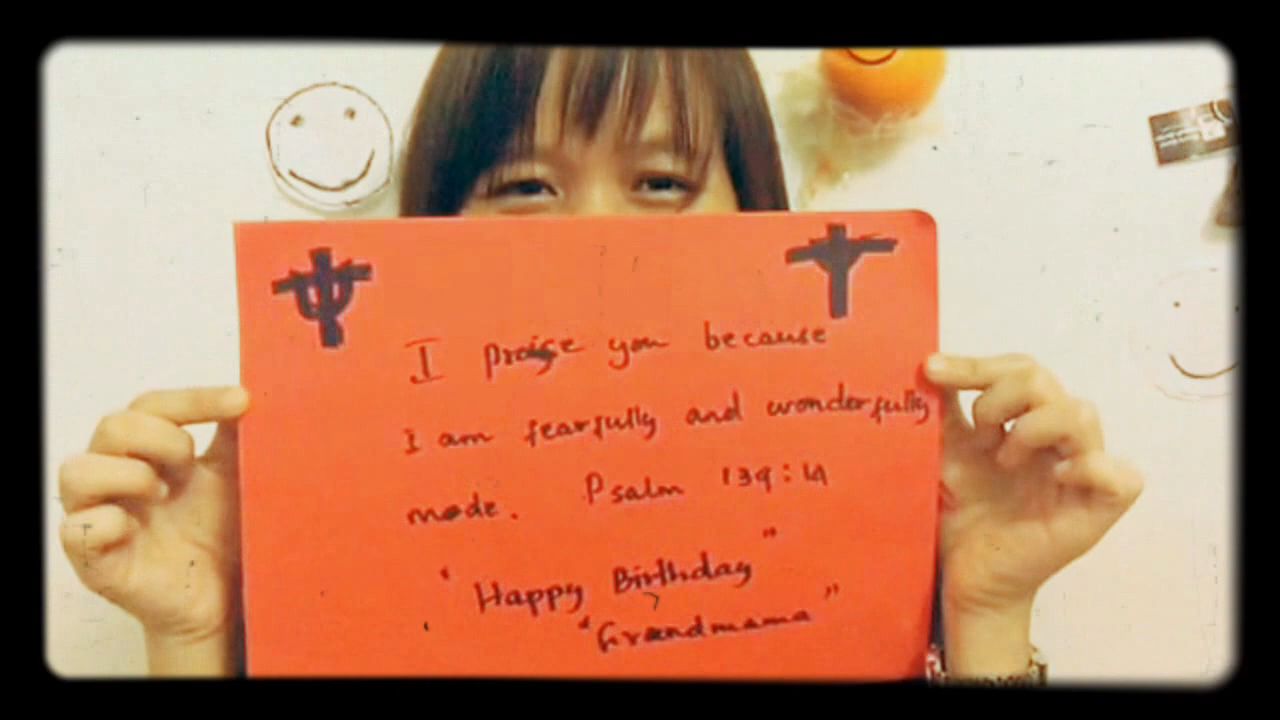 I praise you because
I am fearfully and wonderfully
made. Psalm 139:14
"Happy Birthday"
"Grandmama"